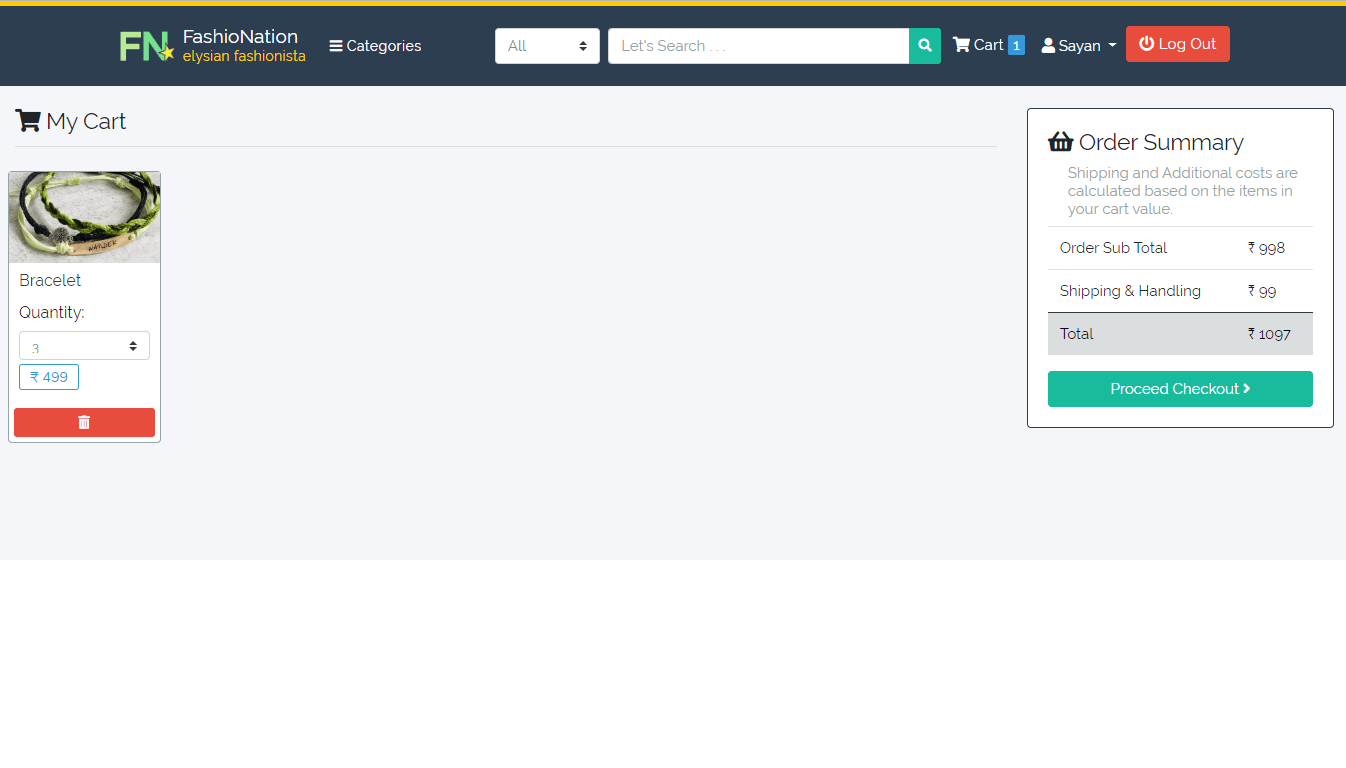 FN
FashioNation
elysian fashionista
Categories
All
Let's Search . . .
Cart 1
Sayan
Log Out
My Cart
WANDER
Bracelet
Quantity:
3
₹ 499
Order Summary
Shipping and Additional costs are
calculated based on the items in
your cart value.
Order Sub Total ₹ 998
Shipping & Handling ₹ 99
Total ₹ 1097
Proceed Checkout